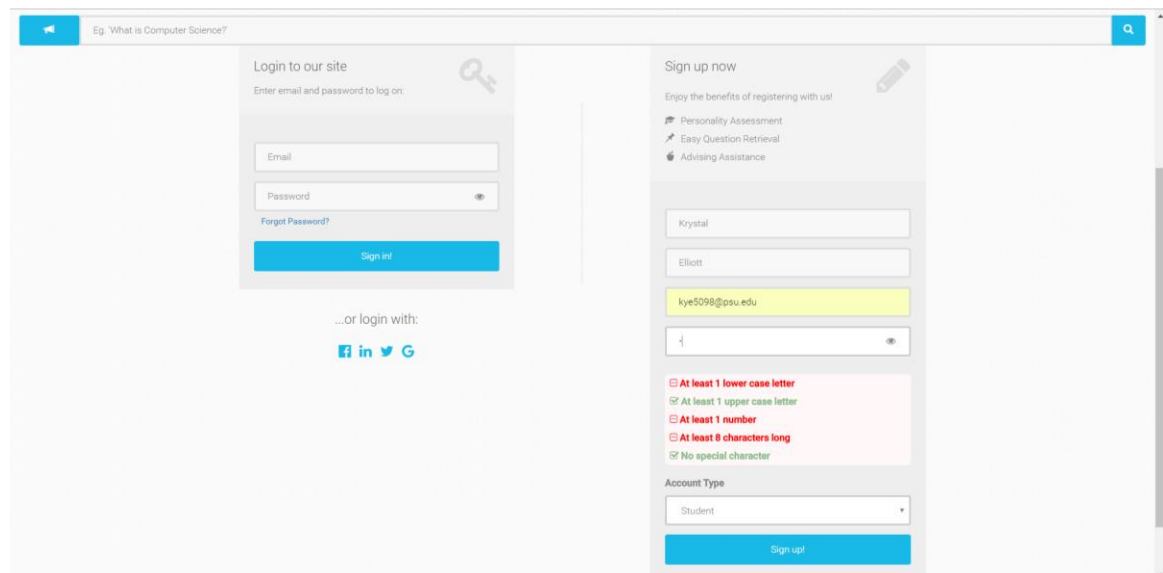 Eg. 'What is Computer Science?'
Login to our site
Enter email and password to log on:
Email
Password
Forgot Password?
Sign in!
...or login with:
Sign up now
Enjoy the benefits of registering with us!
Personality Assessment
Easy Question Retrieval
Advising Assistance
Krystal
Elliott
kye5098@psu.edu
At least 1 lower case letter
At least 1 upper case letter
At least 1 number
At least 8 characters long
No special character
Account Type
Student
Sign up!